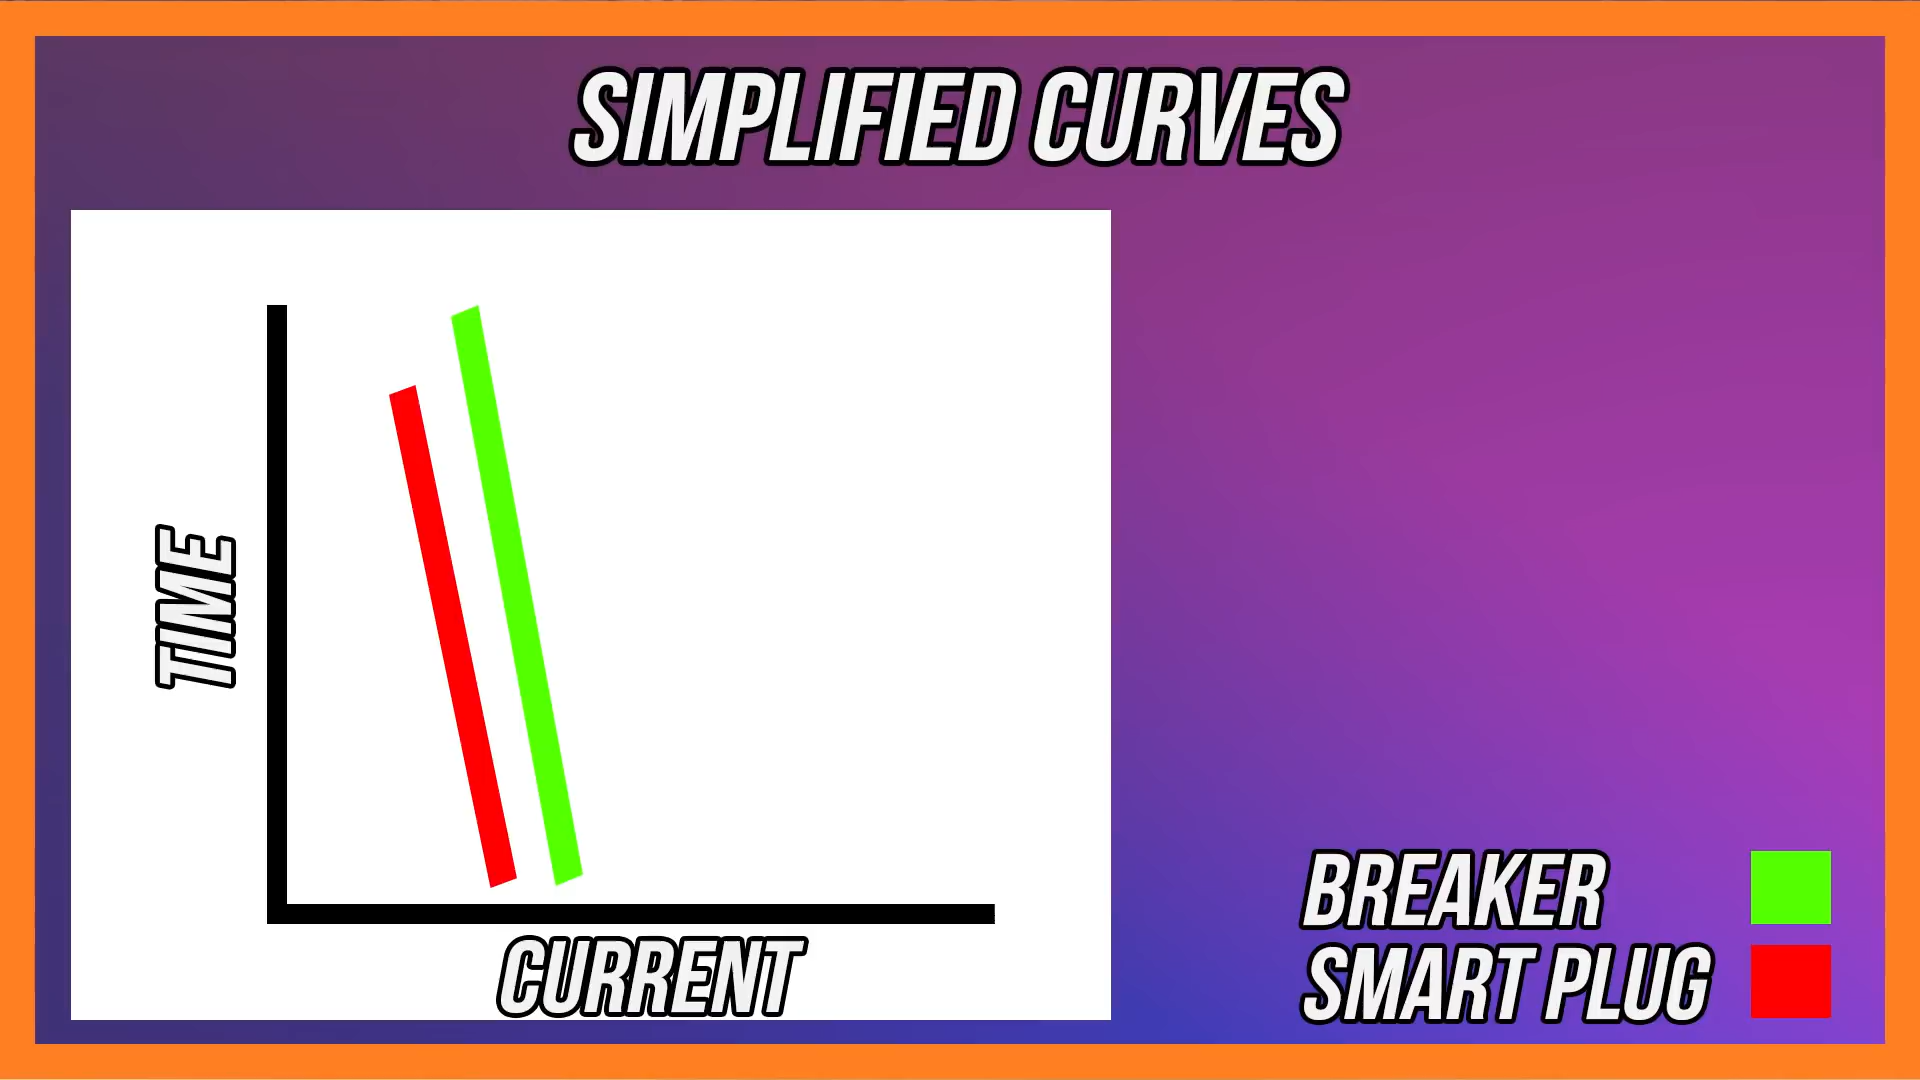 SIMPLIFIED CURVES
TIME
CURRENT
BREAKER
SMART PLUG